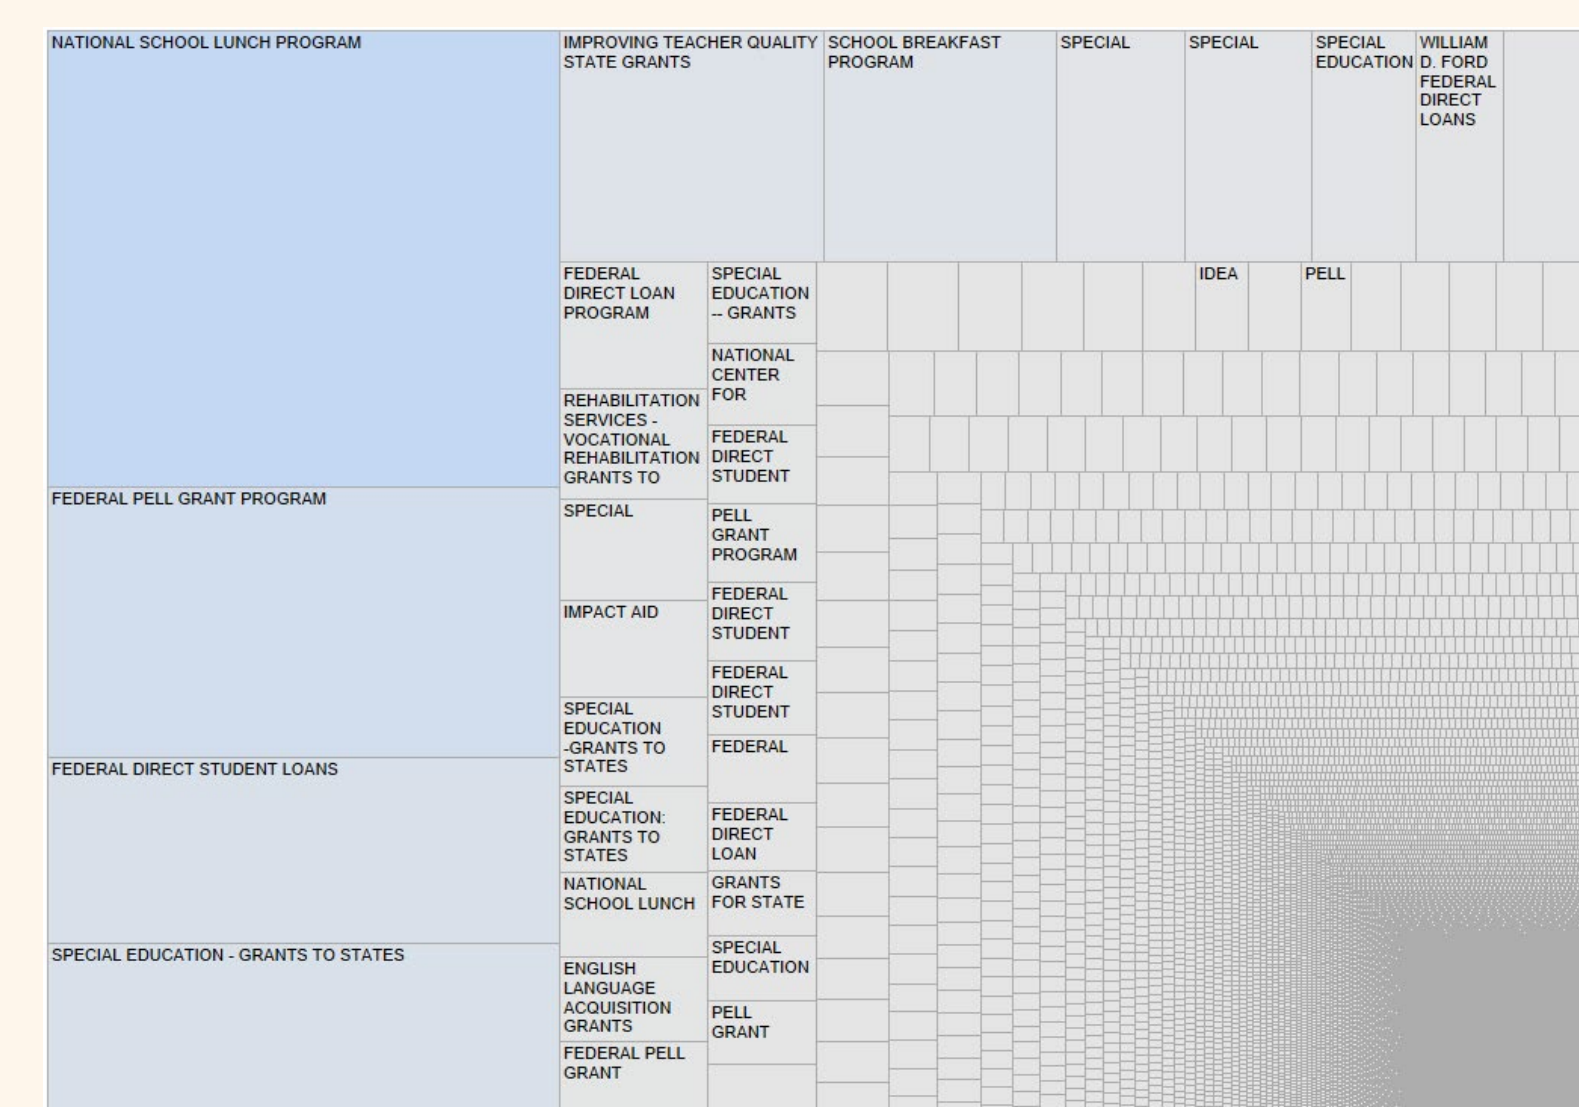 NATIONAL SCHOOL LUNCH PROGRAM
FEDERAL PELL GRANT PROGRAM
FEDERAL DIRECT STUDENT LOANS
SPECIAL EDUCATION - GRANTS TO STATES
IMPROVING TEACHER QUALITY
STATE GRANTS
SCHOOL BREAKFAST
PROGRAM
SPECIAL
SPECIAL
SPECIAL
EDUCATION
WILLIAM
D. FORD
FEDERAL
DIRECT
LOANS
FEDERAL
DIRECT LOAN
PROGRAM
REHABILITATION
SERVICES -
VOCATIONAL
REHABILITATION
GRANTS TO
SPECIAL
IMPACT AID
SPECIAL
EDUCATION
-GRANTS TO
STATES
SPECIAL
EDUCATION:
GRANTS TO
STATES
NATIONAL
SCHOOL LUNCH
ENGLISH
LANGUAGE
ACQUISITION
GRANTS
FEDERAL PELL
GRANT
SPECIAL
EDUCATION
-- GRANTS
NATIONAL
CENTER
FOR
FEDERAL
DIRECT
STUDENT
PELL
GRANT
PROGRAM
FEDERAL
DIRECT
STUDENT
FEDERAL
DIRECT
STUDENT
FEDERAL
FEDERAL
DIRECT
LOAN
GRANTS
FOR STATE
SPECIAL
EDUCATION
PELL
GRANT
IDEA
PELL